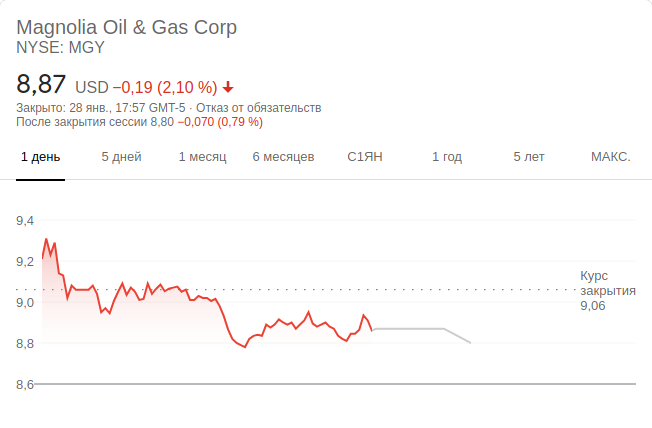 Magnolia Oil & Gas Corp
NYSE: MGY
8,87 USD −0,19 (2,10 %)
Закрыто: 28 янв., 17:57 GMT-5 · Отказ от обязательств
После закрытия сессии 8,80 −0,070 (0,79 %)
1 день 5 дней 1 месяц 6 месяцев С1ЯН 1 год 5 лет МАКС.
9,4
9,2
9,0
8,8
8,6
Курс
закрытия
9,06